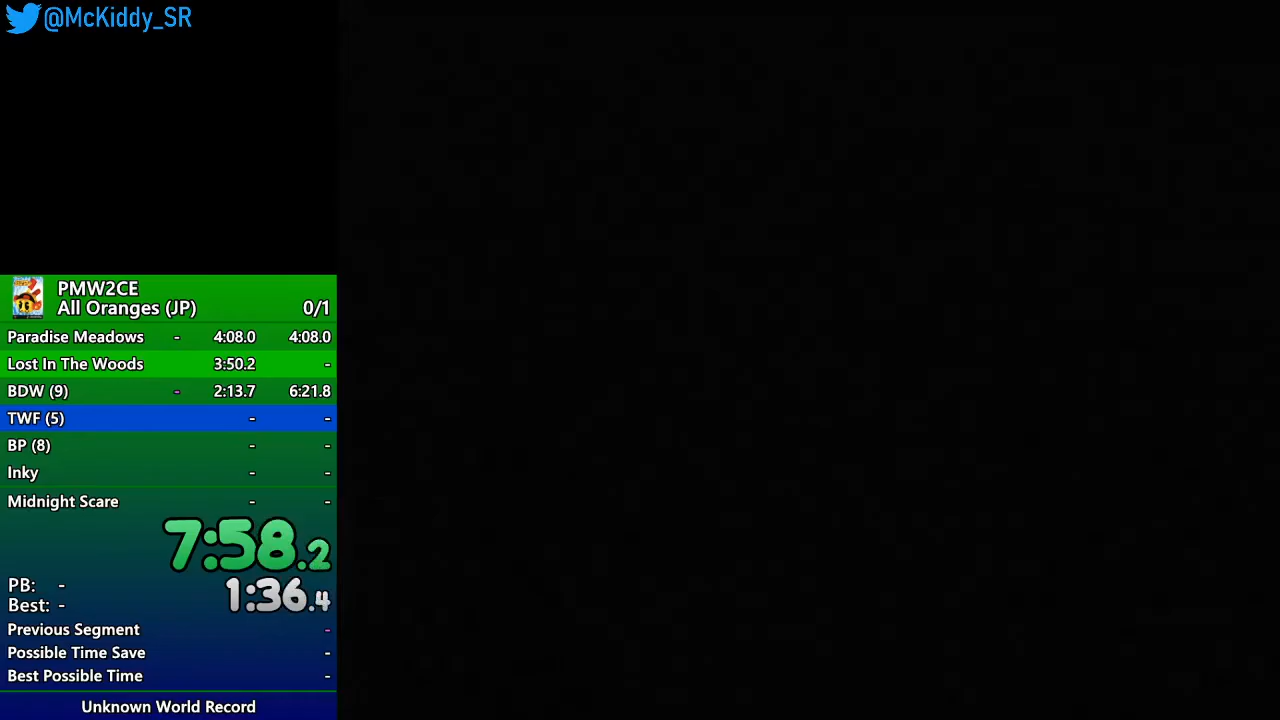 @McKiddy_SR
PMW2CE
All Oranges (JP) 0/1
Paradise Meadows - 4:08.0 4:08.0
Lost In The Woods 3:50.2 -
BDW (9) - 2:13.7 6:21.8
TWF (5) - -
BP (8) - -
Inky - -
Midnight Scare - -
7:58.2
PB: -
1:36.4
Best: -
Previous Segment -
Possible Time Save -
Best Possible Time -
Unknown World Record